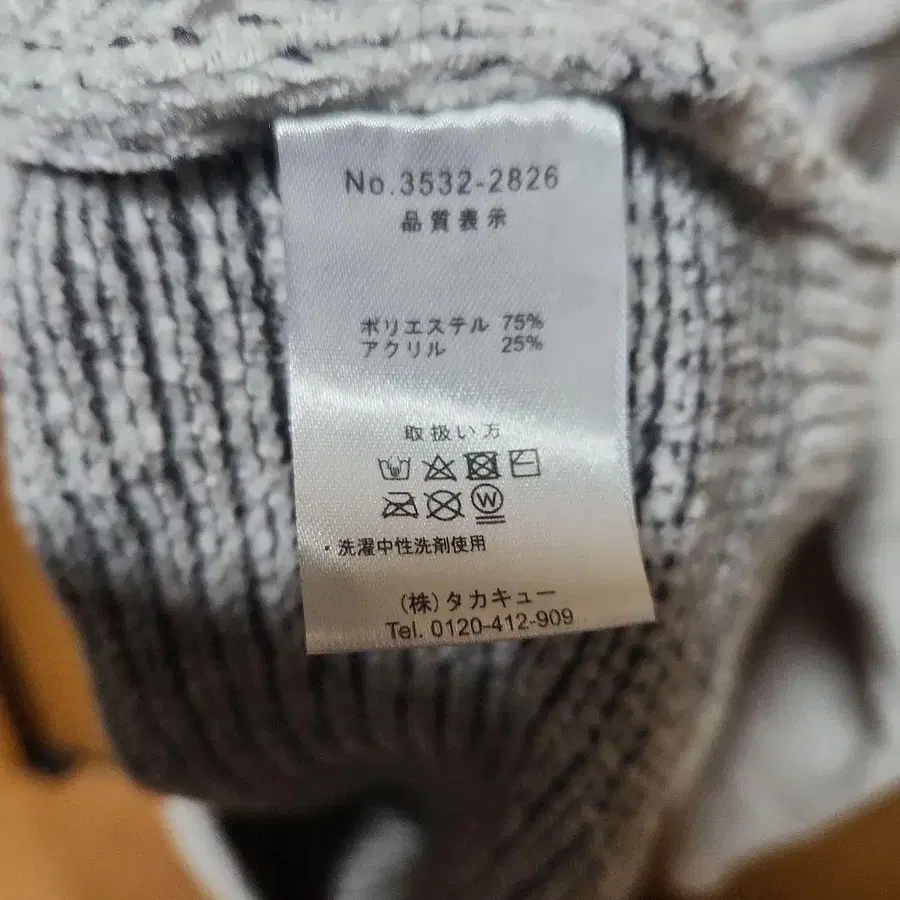 No.3532-2826
品質表示
ポリエステル 75%
アクリル 25%
取扱い方
W
・洗濯中性洗剤使用
(株)タカキュー
Tel. 0120-412-909